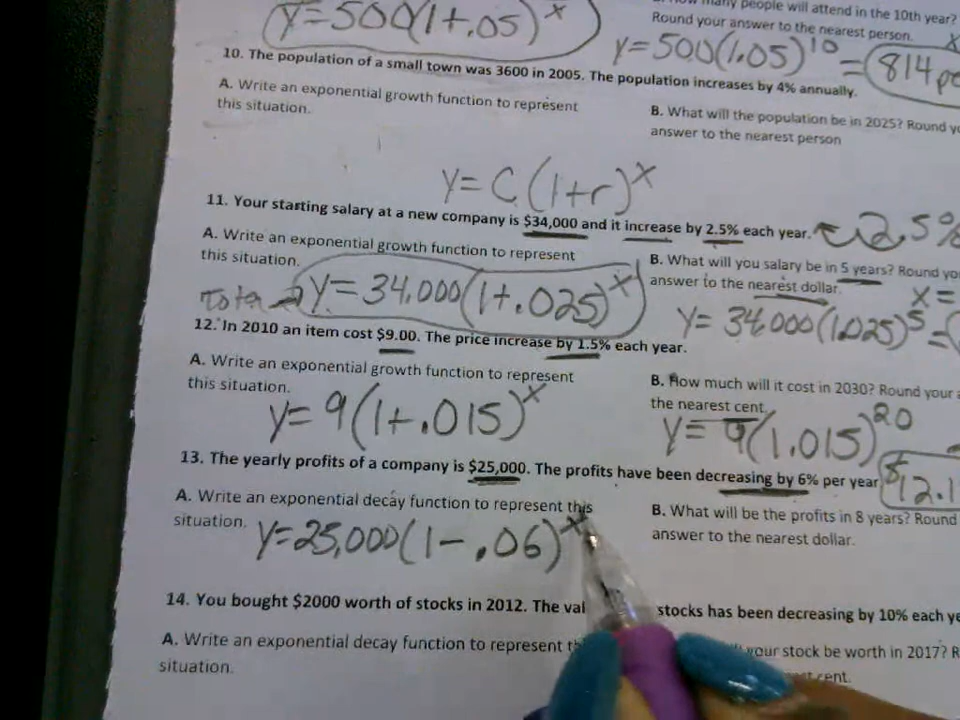 y=500(1+.05)^x
many people will attend in the 10th year?
Round your answer to the nearest person.
y=500(1.05)^10 = 814
10. The population of a small town was 3600 in 2005. The population increases by 4% annually.
A. Write an exponential growth function to represent
this situation.
B. What will the population be in 2025? Round
answer to the nearest person
y= C(1+r)^x
11. Your starting salary at a new company is $34,000 and it increase by 2.5% each year.
2.5%
A. Write an exponential growth function to represent
this situation.
B. What will you salary be in 5 years? Round
answer to the nearest dollar.
x=
y=34,000(1+.025)^x
y= 34,000(1.025)^5 =
12. In 2010 an item cost $9.00. The price increase by 1.5% each year.
A. Write an exponential growth function to represent
this situation.
B. How much will it cost in 2030? Round your
the nearest cent.
y= 9(1+.015)^x
y= 9(1.015)^20
$12.1
13. The yearly profits of a company is $25,000. The profits have been decreasing by 6% per year
A. Write an exponential decay function to represent this
situation.
B. What will be the profits in 8 years? Round
answer to the nearest dollar.
y=25,000(1-.06)^x
14. You bought $2000 worth of stocks in 2012. The val stocks has been decreasing by 10% each
A. Write an exponential decay function to represent
situation.
your stock be worth in 2017?
cent.